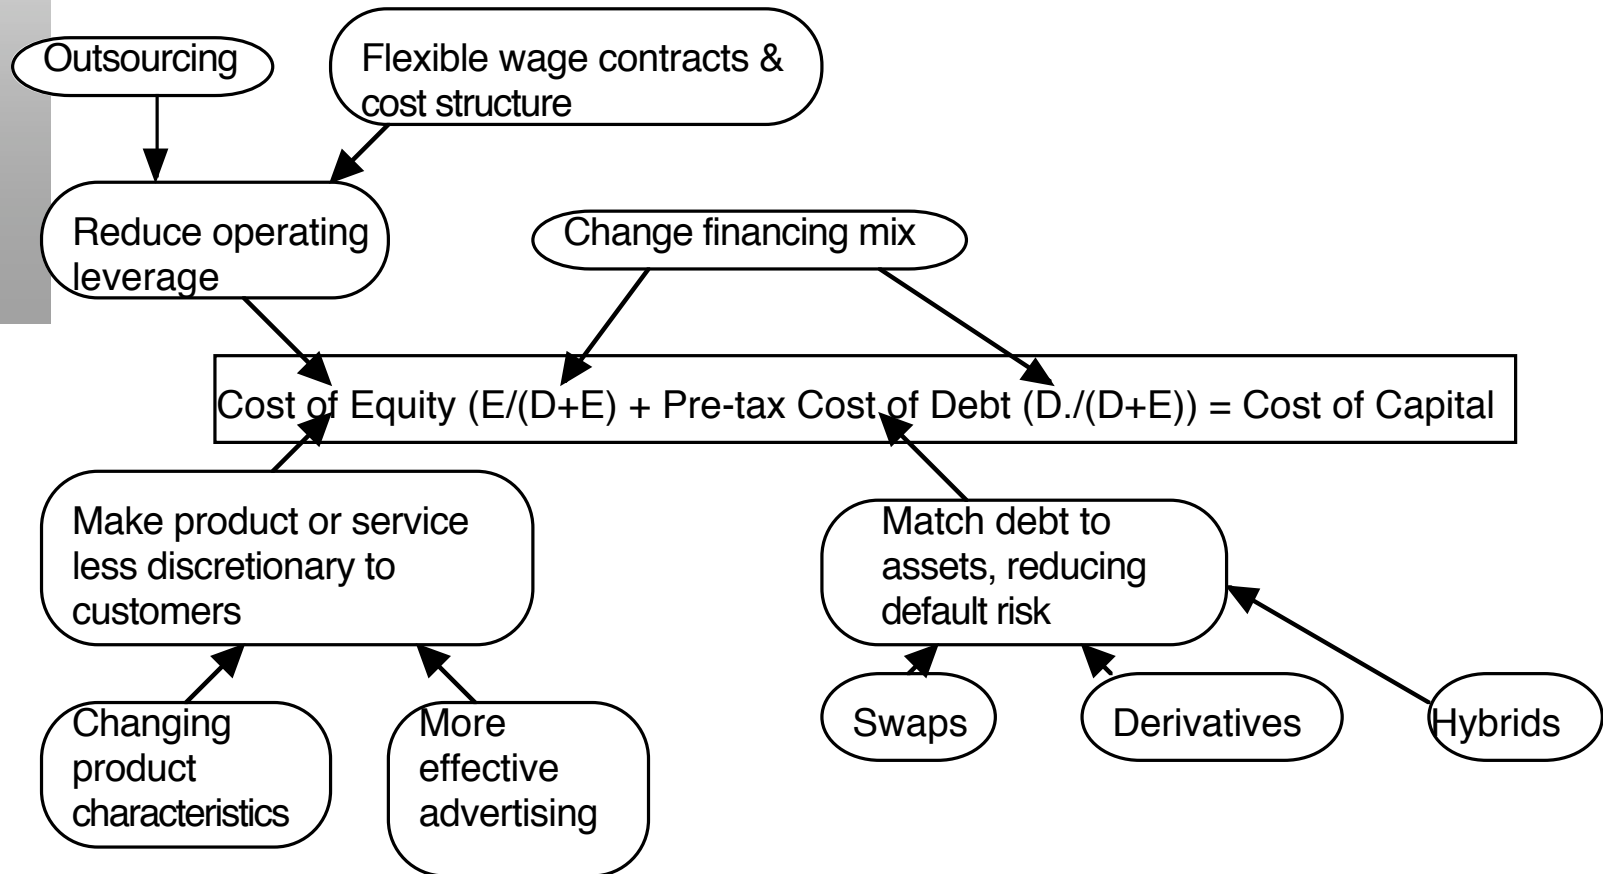 Outsourcing
Flexible wage contracts &
cost structure
Reduce operating
leverage
Change financing mix
Cost of Equity (E/(D+E) + Pre-tax Cost of Debt (D./(D+E)) = Cost of Capital
Make product or service
less discretionary to
customers
Match debt to
assets, reducing
default risk
Changing
product
characteristics
More
effective
advertising
Swaps
Derivatives
Hybrids